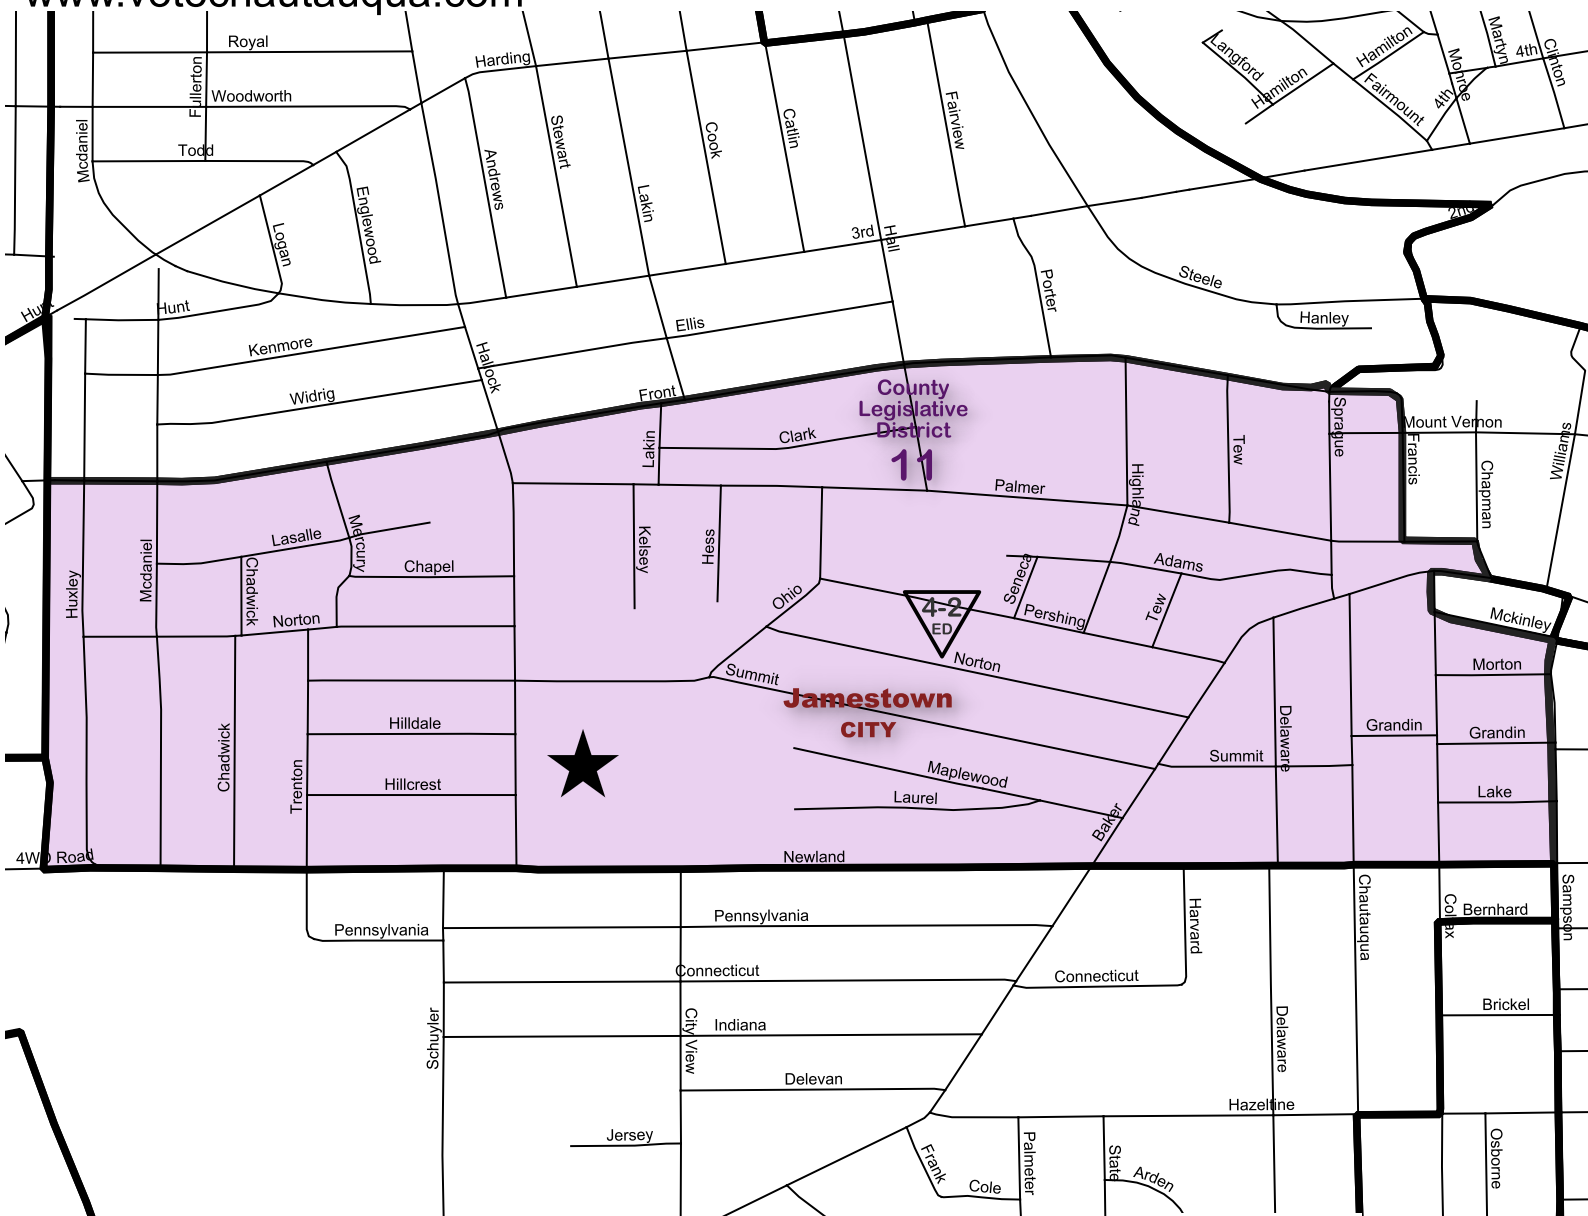 www.votechautauqua.com
Royal
Harding
Fullerton
Woodworth
Mcdaniel
Todd
Langford
Hamilton
Hamilton
Fairmount
Monroe
Martyn
4th
4th
Clinton
Stewart
Andrews
Englewood
Logan
Lakin
Cook
Catlin
Fairview
3rd
Hall
Porter
Steele
2nd
Hanley
Hunt
Hunt
Kenmore
Ellis
Hallock
Widrig
Front
County
Legislative
District
11
Clark
Lakin
Palmer
Highland
Tew
Sprague
Mount Vernon
Francis
Chapman
Williams
Lasalle
Mercury
Chapel
Chadwick
Mcdaniel
Huxley
Norton
Kelsey
Hess
Ohio
Seneca
Adams
Pershing
Tew
4-2
ED
Mckinley
Norton
Summit
Jamestown
CITY
Morton
Grandin
Grandin
Delaware
Summit
Lake
Hilldale
Hillcrest
Chadwick
Trenton
Maplewood
Laurel
Baker
4WD Road
Newland
Pennsylvania
Pennsylvania
Connecticut
Connecticut
Harvard
Chautauqua
Colfax
Bernhard
Sampson
Brickel
Schuyler
City View
Indiana
Delaware
Delevan
Hazeltine
Jersey
Frank
Cole
Palmeter
State
Arden
Osborne